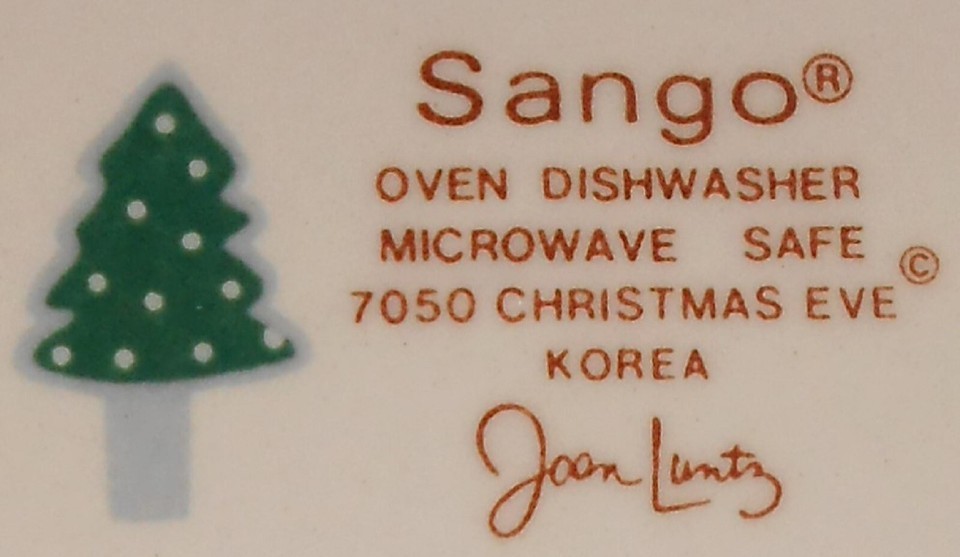 Sango®
OVEN DISHWASHER
MICROWAVE SAFE
7050 CHRISTMAS EVE ©
KOREA
Joan Luntz